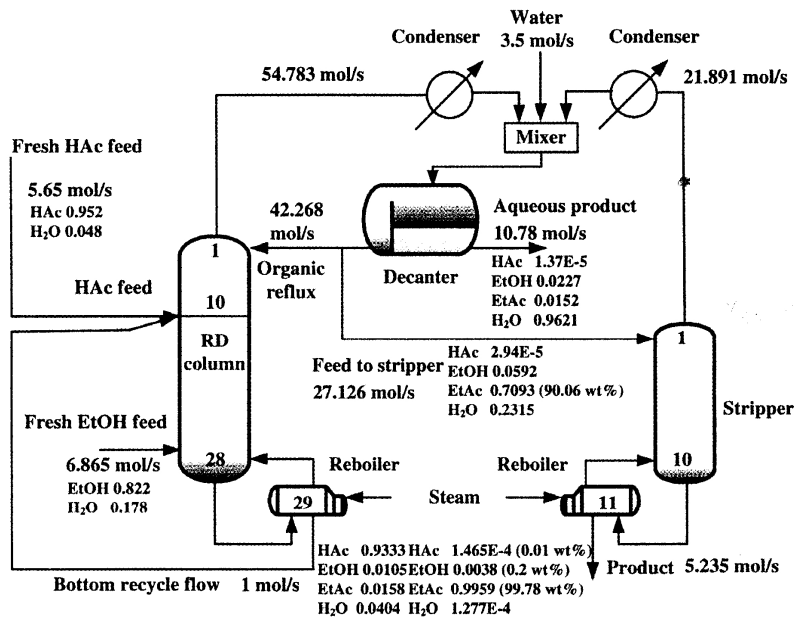 Water
3.5 mol/s
Condenser
Condenser
54.783 mol/s
21.891 mol/s
Mixer
Fresh HAc feed
5.65 mol/s
HAc 0.952
H₂O 0.048
42.268
mol/s
Aqueous product
10.78 mol/s
1
Organic
reflux
Decanter
HAc 1.37E-5
EtOH 0.0227
EtAc 0.0152
H₂O 0.9621
HAc feed
10
RD
column
Feed to stripper
27.126 mol/s
HAc 2.94E-5
EtOH 0.0592
EtAc 0.7093 (90.06 wt%)
H₂O 0.2315
1
Stripper
Fresh EtOH feed
6.865 mol/s
EtOH 0.822
H₂O 0.178
28
10
Reboiler
Reboiler
29
Steam
11
Bottom recycle flow 1 mol/s
HAc 0.9333 HAc 1.465E-4 (0.01 wt%)
EtOH 0.0105 EtOH 0.0038 (0.2 wt%)
EtAc 0.0158 EtAc 0.9959 (99.78 wt%)
H₂O 0.0404 H₂O 1.277E-4
Product 5.235 mol/s